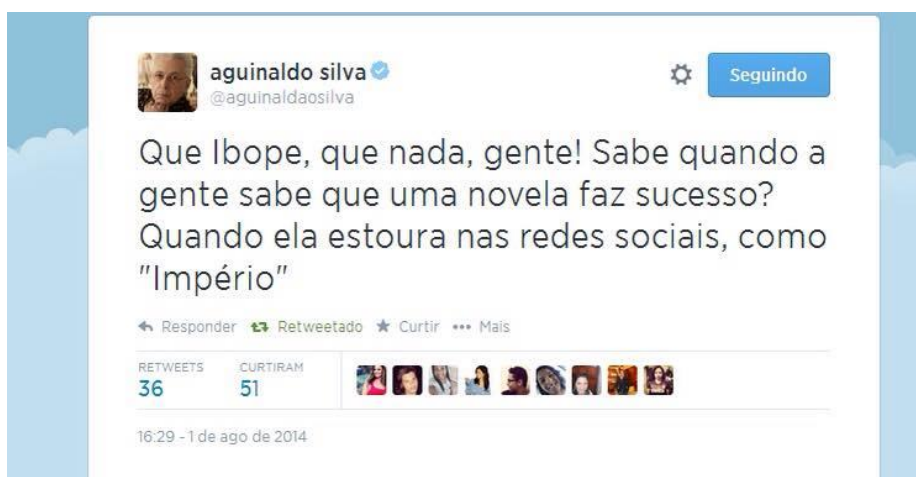 aguinaldo silva
@aguinaldaosilva
Seguindo
Que Ibope, que nada, gente! Sabe quando a
gente sabe que uma novela faz sucesso?
Quando ela estoura nas redes sociais, como
"Império"
Responder Retweetado Curtir Mais
RETWEETS CURTIRAM
36 51
16:29 - 1 de ago de 2014